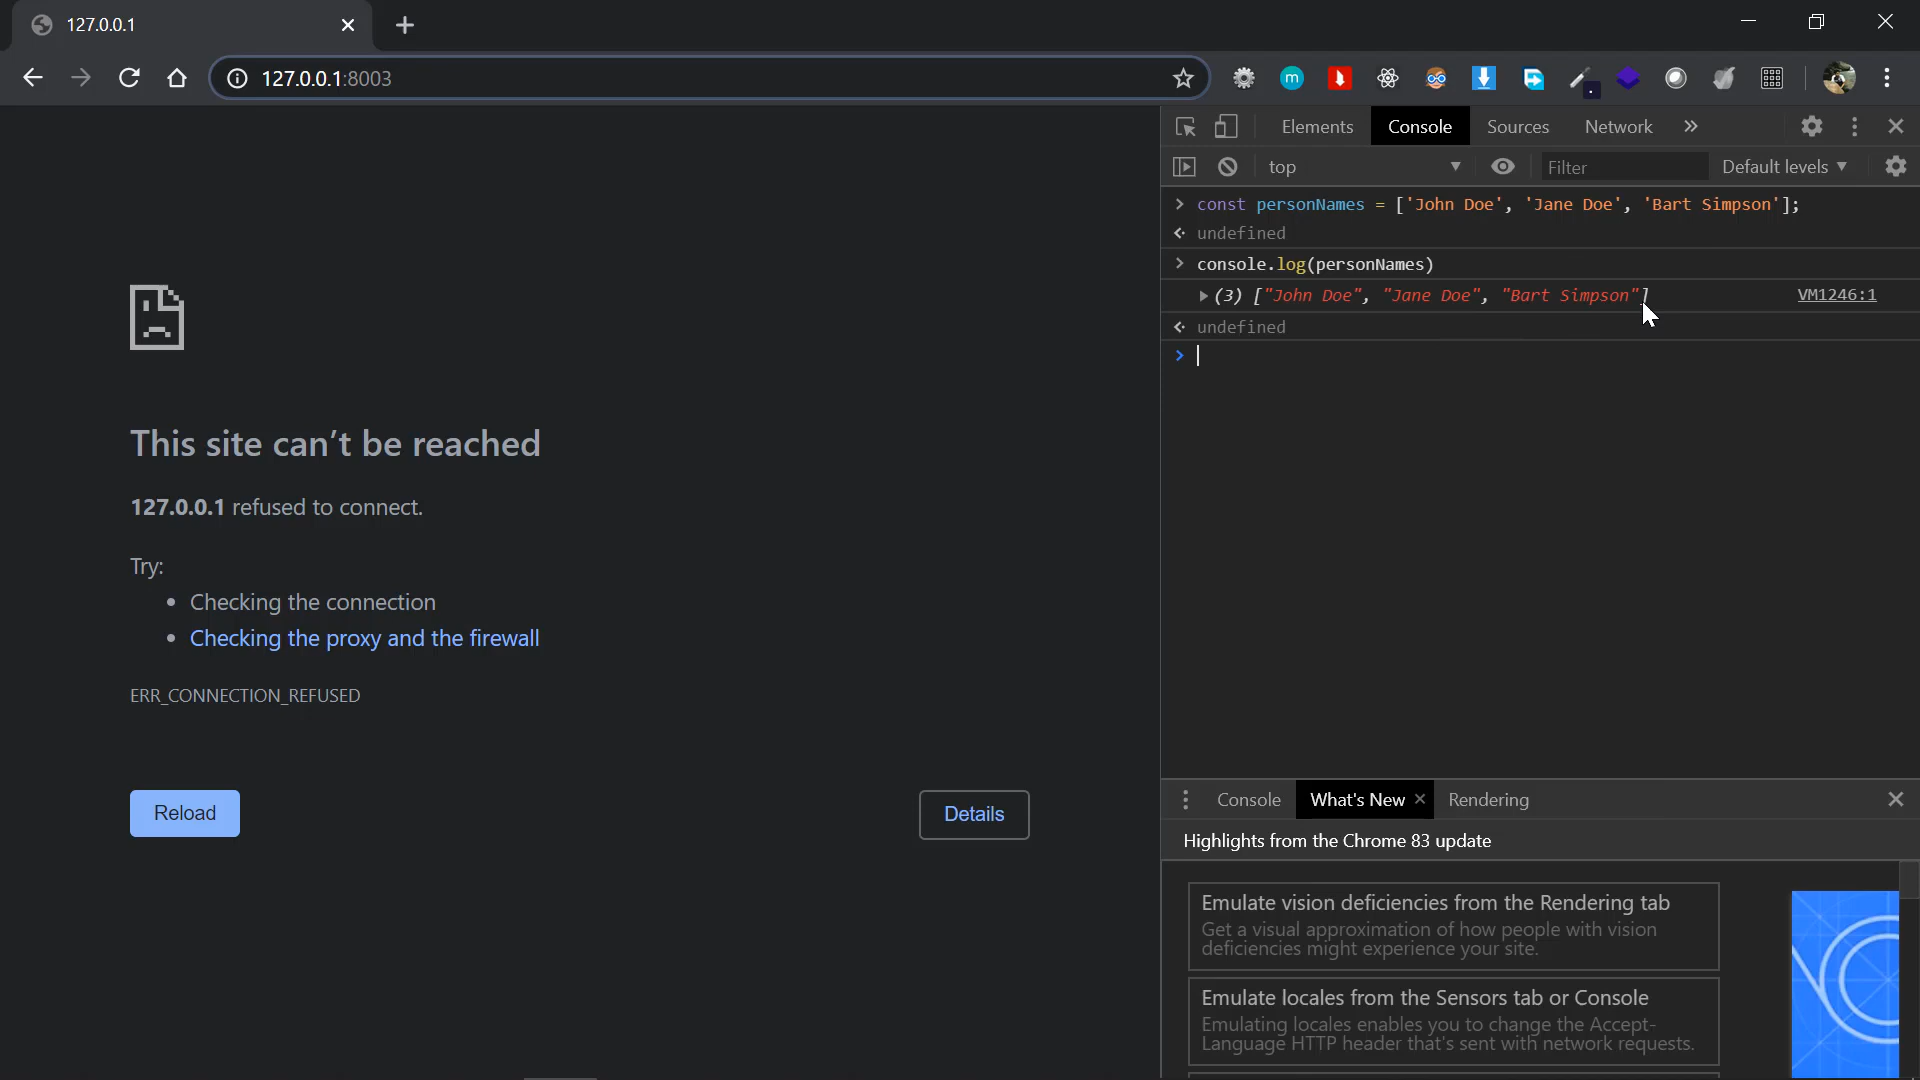 127.0.0.1
127.0.0.1:8003
m
Elements Console Sources Network »
top Filter Default levels
const personNames = ['John Doe', 'Jane Doe', 'Bart Simpson'];
undefined
console.log(personNames)
(3) ["John Doe", "Jane Doe", "Bart Simpson"] VM1246:1
undefined
This site can't be reached
127.0.0.1 refused to connect.
Try:
• Checking the connection
• Checking the proxy and the firewall
ERR_CONNECTION_REFUSED
Reload Details
Console What's New Rendering
Highlights from the Chrome 83 update
Emulate vision deficiencies from the Rendering tab
Get a visual approximation of how people with vision
deficiencies might experience your site.
Emulate locales from the Sensors tab or Console
Emulating locales enables you to change the Accept-
Language HTTP header that's sent with network requests.